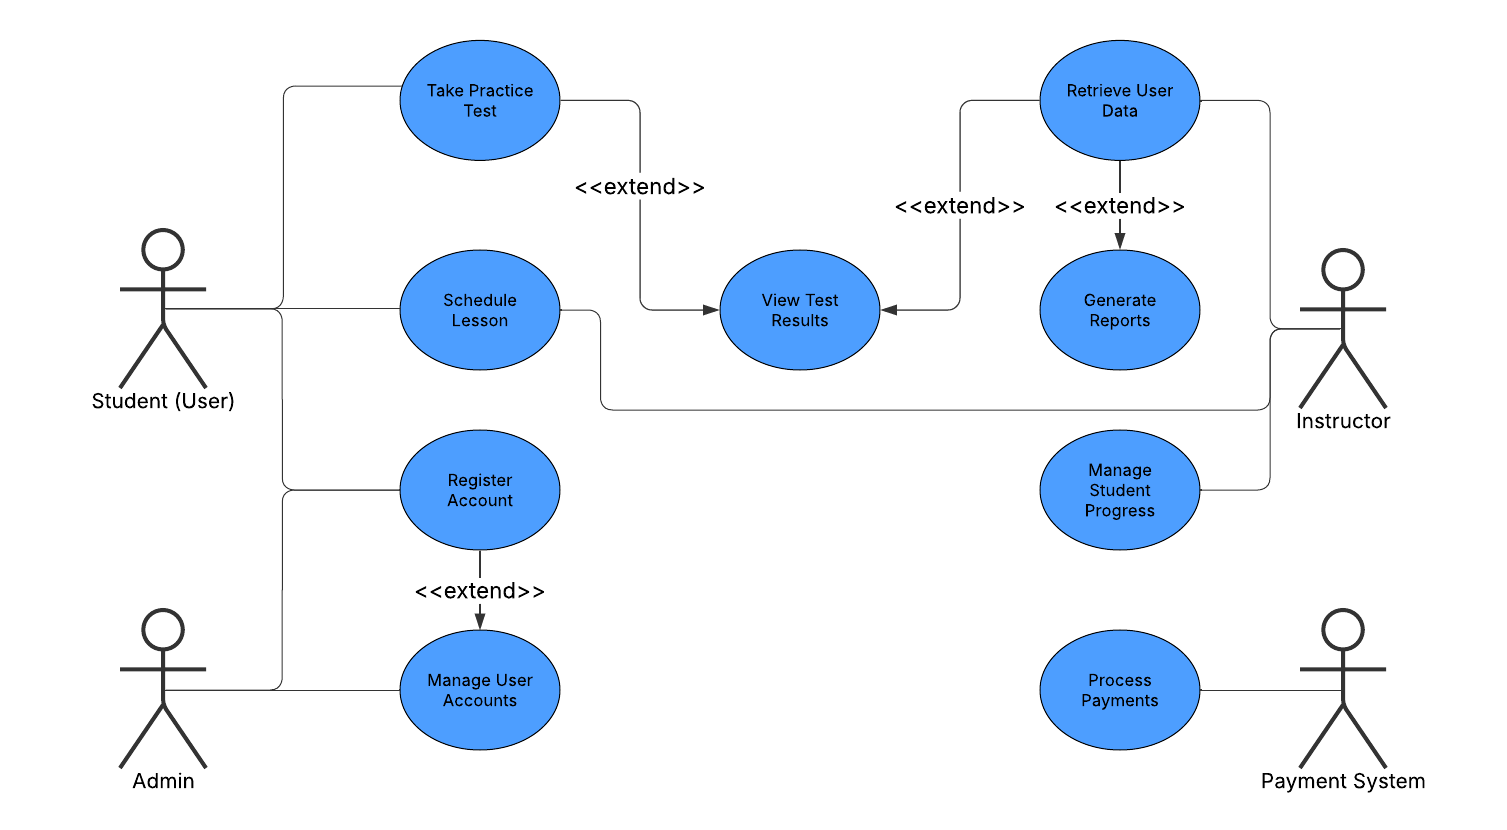 Take Practice
Test
Retrieve User
Data
<<extend>>
<<extend>>
<<extend>>
Schedule
Lesson
View Test
Results
Generate
Reports
Student (User)
Instructor
Register
Account
Manage
Student
Progress
<<extend>>
Manage User
Accounts
Process
Payments
Admin
Payment System